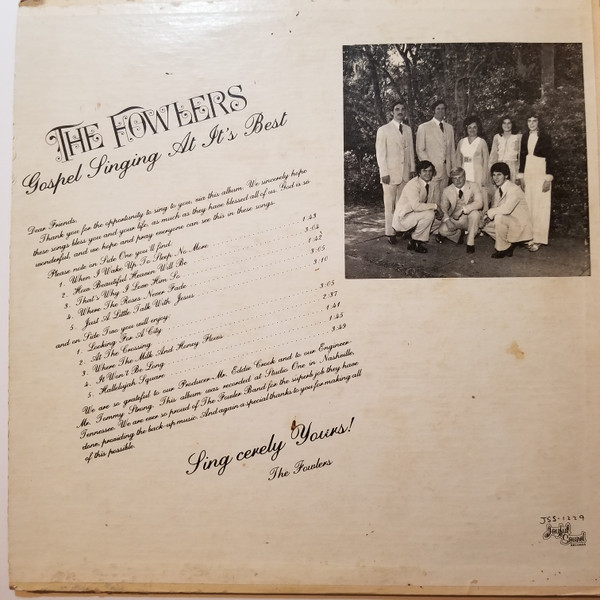 THE FOWLERS
Gospel Singing At It's Best
Dear Friends:
Thank you for the opportunity to sing to you, via this album. We sincerely hope
these songs bless you and your life, as much as they have blessed all of us. God is so
wonderful, and we hope and pray everyone can see this in these songs.
Please note on Side One you'll find:
1. When I Wake Up To Sleep No More 1:43
2. How Beautiful Heaven Will Be 3:04
3. That's Why I Love Him So 1:42
4. Where The Roses Never Fade 3:05
5. Just A Little Talk With Jesus 3:10
and on Side Two you will enjoy:
1. Looking For A City 3:05
2. At The Crossing 2:37
3. Where The Milk And Honey Flows 1:41
4. It Won't Be Long 1:45
5. Hallelujah Square 3:49
We are so grateful to our Producer-Mr. Eddie Crook and to our Engineer-
Mr. Tommy Strong. This album was recorded at Studio One in Nashville,
Tennessee. We are ever so proud of The Fowler Band for the superb job they have
done, providing the back-up music. And again a special thanks to you for making all
of this possible.
Sing cerely Yours!
The Fowlers
JSS-1229
Joyful
Sound